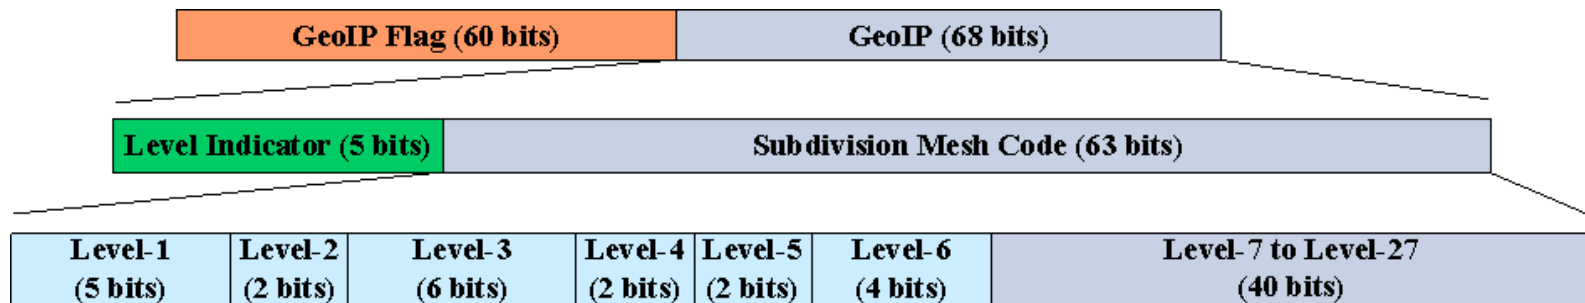 GeoIP Flag (60 bits) GeoIP (68 bits)
Level Indicator (5 bits) Subdivision Mesh Code (63 bits)
Level-1 Level-2 Level-3 Level-4 Level-5 Level-6 Level-7 to Level-27
(5 bits) (2 bits) (6 bits) (2 bits) (2 bits) (4 bits) (40 bits)